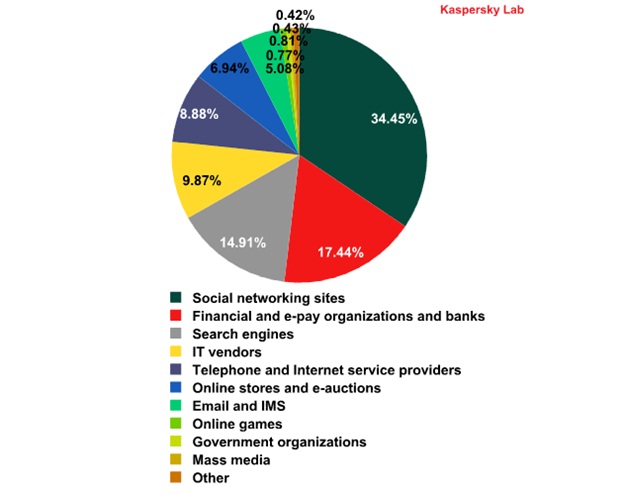 Kaspersky Lab
0.42%
0.43%
0.81%
0.77%
5.08%
6.94%
8.88%
34.45%
9.87%
14.91%
17.44%
Social networking sites
Financial and e-pay organizations and banks
Search engines
IT vendors
Telephone and Internet service providers
Online stores and e-auctions
Email and IMS
Online games
Government organizations
Mass media
Other